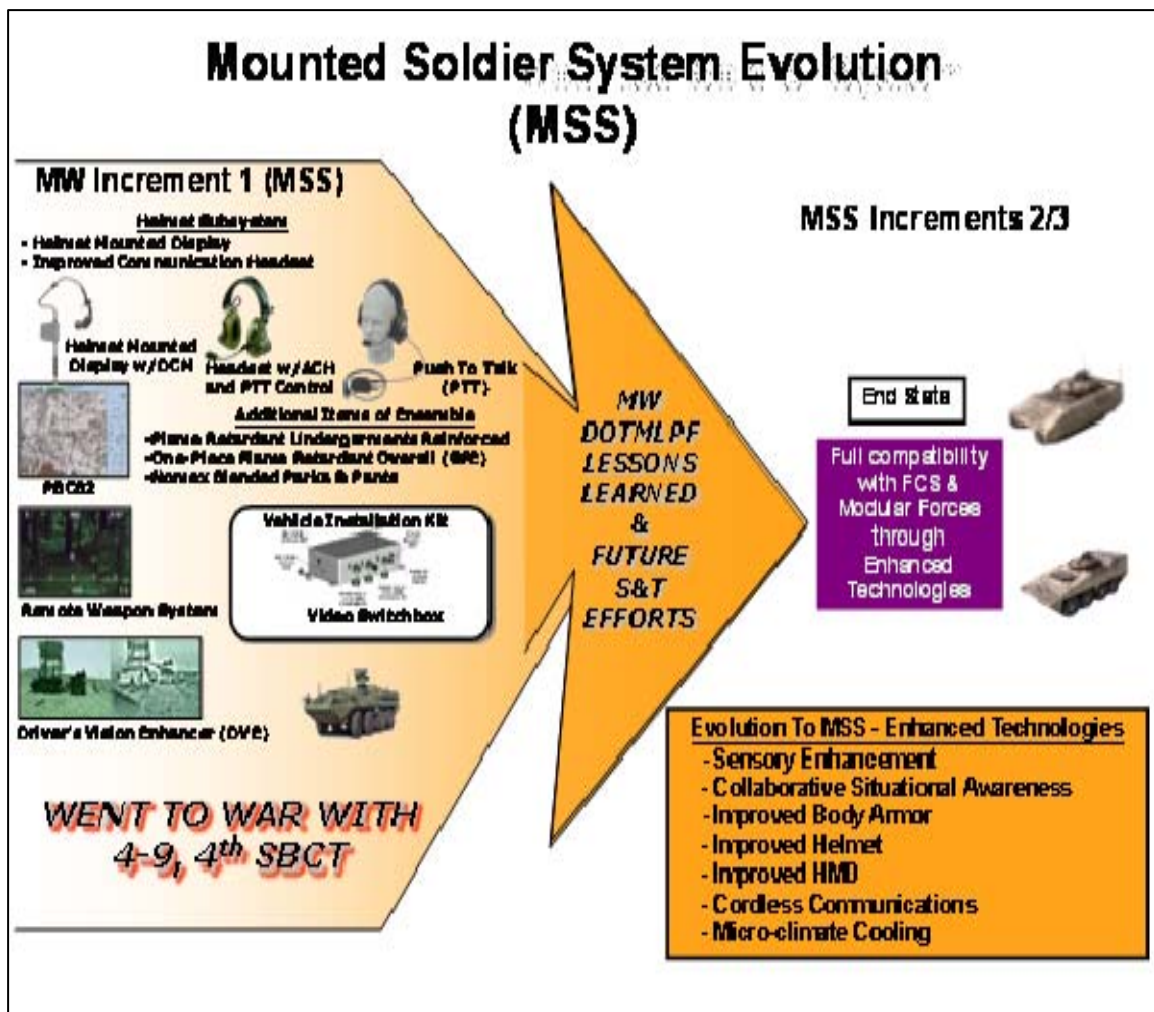 Mounted Soldier System Evolution
(MSS)
MW Increment 1 (MSS)
Helmet Subsystem
- Helmet Mounted Display
- Improved Communication Headset
Helmet Mounted
Display w/DCM
Headset w/ACH
and PTT Control
Push To Talk
(PTT)
Additional Items of Ensemble
-Flame Retardant Undergarments Reinforced
-One-Piece Flame Retardant Overall
-Nomex Blended Parka & Pants
Vehicle Installation Kit
Video Switchbox
Remote Weapon System
Driver's Vision Enhancer (DVE)
WENT TO WAR WITH
4-9, 4th SBCT
MW
DOTMLPF
LESSONS
LEARNED
&
FUTURE
S&T
EFFORTS
MSS Increments 2/3
End State
Full compatibility
with FCS &
Modular Forces
through
Enhanced
Technologies
Evolution To MSS - Enhanced Technologies
- Sensory Enhancement
- Collaborative Situational Awareness
- Improved Body Armor
- Improved Helmet
- Improved HMD
- Cordless Communications
- Micro-climate Cooling